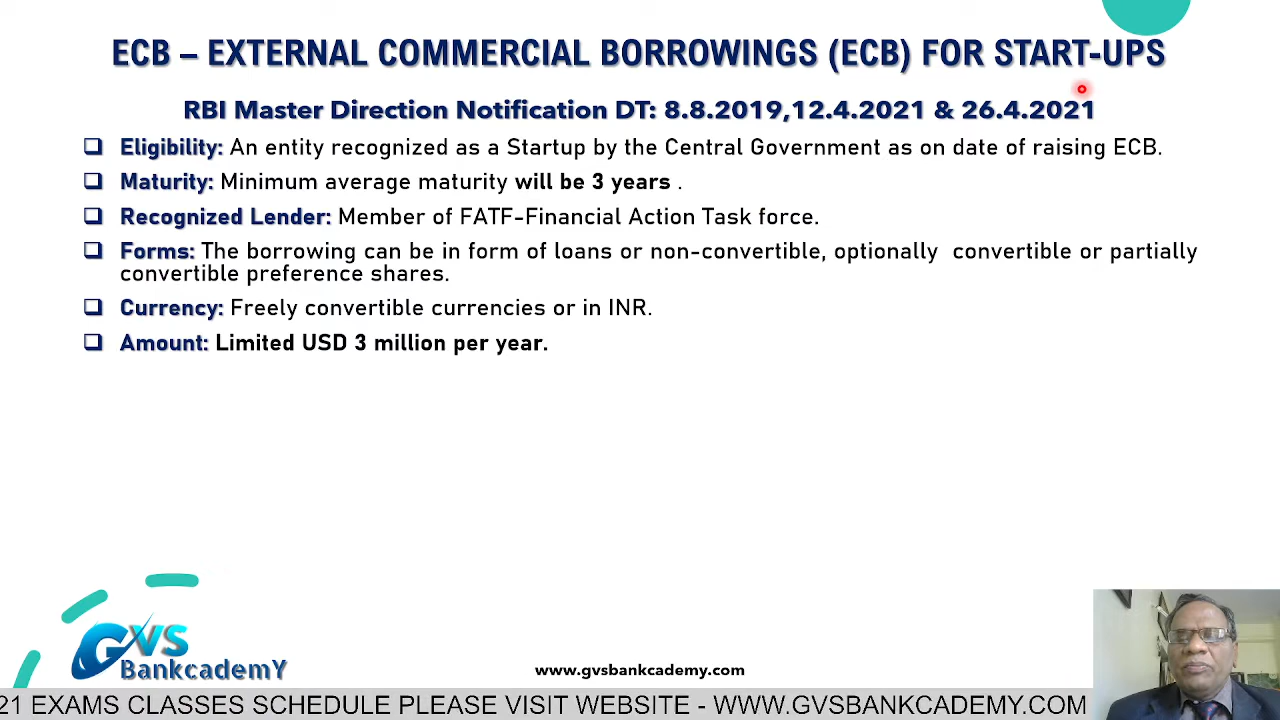 ECB – EXTERNAL COMMERCIAL BORROWINGS (ECB) FOR START-UPS
RBI Master Direction Notification DT: 8.8.2019,12.4.2021 & 26.4.2021
Eligibility: An entity recognized as a Startup by the Central Government as on date of raising ECB.
Maturity: Minimum average maturity will be 3 years .
Recognized Lender: Member of FATF-Financial Action Task force.
Forms: The borrowing can be in form of loans or non-convertible, optionally convertible or partially
convertible preference shares.
Currency: Freely convertible currencies or in INR.
Amount: Limited USD 3 million per year.
GVS
BankcademY
www.gvsbankcademy.com
21 EXAMS CLASSES SCHEDULE PLEASE VISIT WEBSITE - WWW.GVSBANKCADEMY.COM